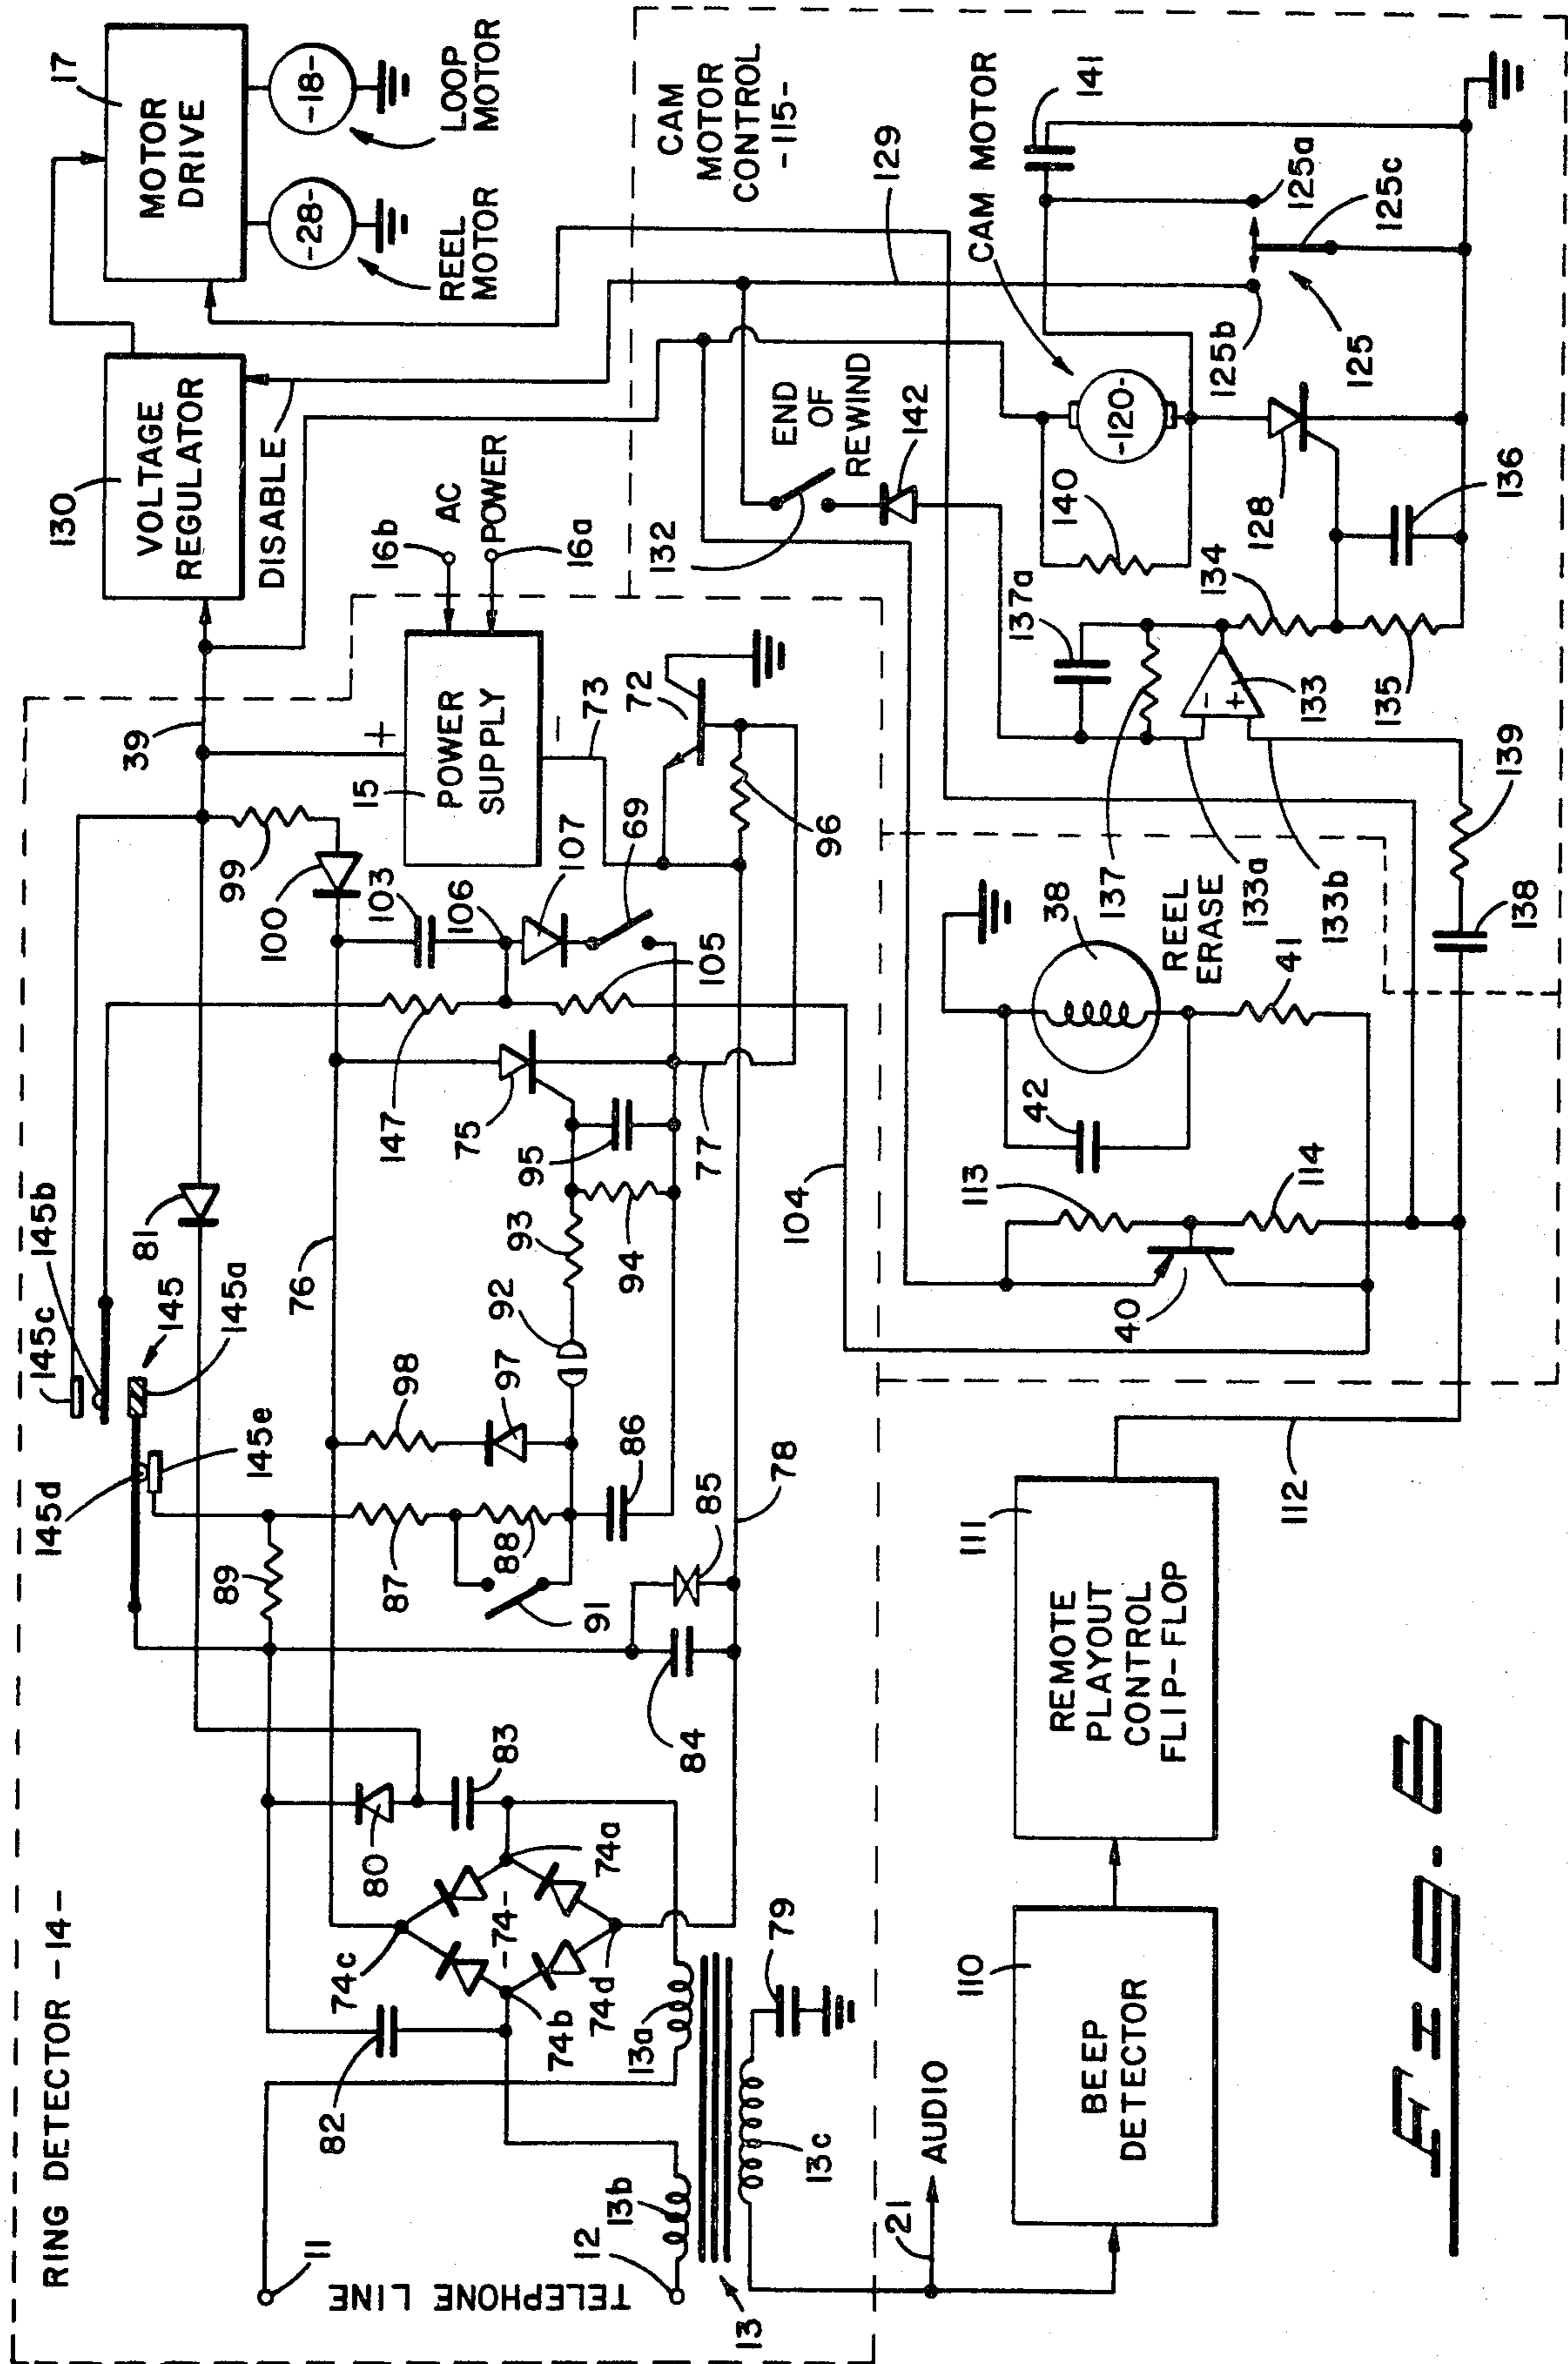 RING DETECTOR -14-
TELEPHONE LINE
11
12
13
13a
13b
13c
82
74c
74b
74d
-74-
74a
79
80
83
84
85
78
89
91
87
88
86
98
97
76
92
93
94
95
75
77
147
105
106
103
107
69
100
99
96
72
73
81
145
145a
145b
145c
145d
145e
39
15
POWER
SUPPLY
+
−
16b
AC
POWER
16a
130
VOLTAGE
REGULATOR
DISABLE
17
MOTOR
DRIVE
-28-
REEL
MOTOR
-18-
LOOP
MOTOR
CAM
MOTOR
CONTROL
-115-
129
CAM MOTOR
141
125a
125c
125b
125
-120-
140
128
136
END
OF
REWIND
132
142
137a
134
135
133
-
+
137
133a
133b
139
138
104
REEL
ERASE
38
41
42
113
114
40
112
111
REMOTE
PLAYOUT
CONTROL
FLIP-FLOP
110
BEEP
DETECTOR
21
AUDIO
FIG. 6